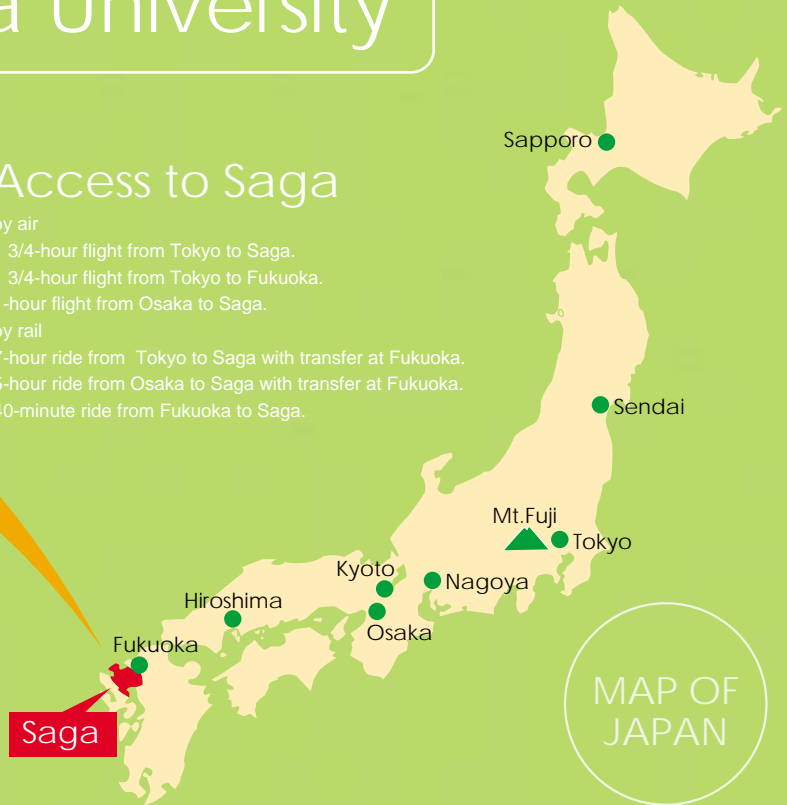 a University
Access to Saga
by air
3/4-hour flight from Tokyo to Saga.
3/4-hour flight from Tokyo to Fukuoka.
-hour flight from Osaka to Saga.
by rail
7-hour ride from Tokyo to Saga with transfer at Fukuoka.
5-hour ride from Osaka to Saga with transfer at Fukuoka.
40-minute ride from Fukuoka to Saga.
Sapporo
Sendai
Mt.Fuji
Tokyo
Kyoto
Nagoya
Hiroshima
Osaka
Fukuoka
Saga
MAP OF
JAPAN